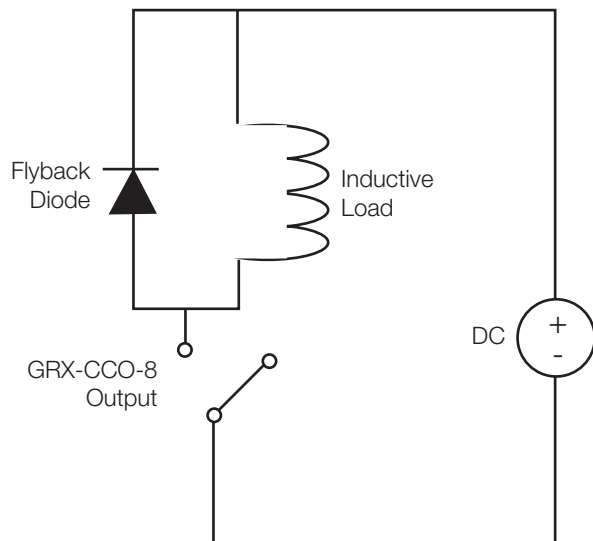 Flyback
Diode
Inductive
Load
DC
+
-
GRX-CCO-8
Output